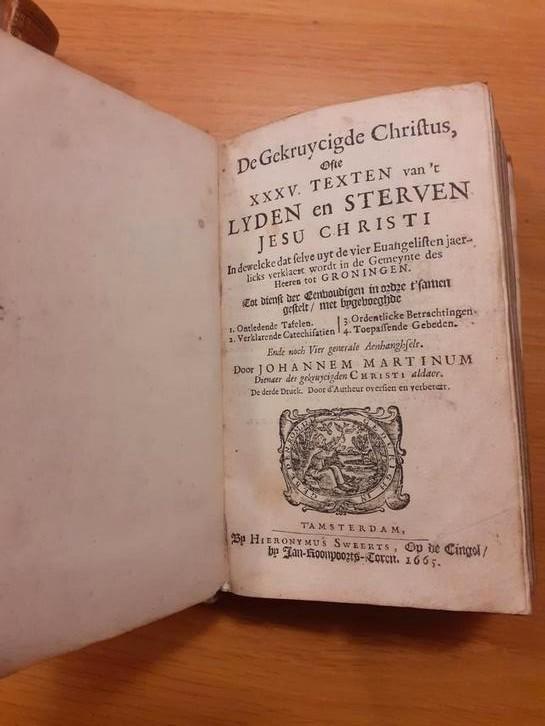 De Gekruycigde Chriſtus,
Ofte
XXXV. TEXTEN van 't
LYDEN en STERVEN
JESU CHRISTI
In dewelcke dat ſelve uyt de vier Euangeliſten jaer-
licks verklaert wordt in de Gemeynte des
Heeren tot GRONINGEN.
Tot dienſt der Eenvoudigen in ordre t'ſamen
geſtelt / met bygevoeghde
1. Ontledende Tafelen.
2. Verklarende Catechiſatien
3. Ordentlicke Betrachtingen.
4. Toepaſſende Gebeden.
Ende noch Vier generale Aenhanghſels.
Door JOHANNEM MARTINUM
Dienaer des gekruycigden CHRISTI aldaer.
De derde Druck. Door d'Autheur overſien en verbetert.
TAMSTERDAM,
By HIERONYMUS SWEERTS, Op de Cingel /
by Jan-Roonpoorts-Toren. 1665.